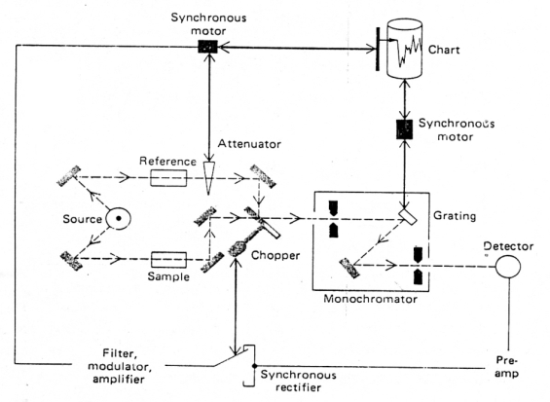 Synchronous
motor
Chart
Synchronous
motor
Attenuator
Reference
Source
Grating
Detector
Chopper
Sample
Monochromator
Filter,
modulator,
amplifier
Synchronous
rectifier
Pre-
amp